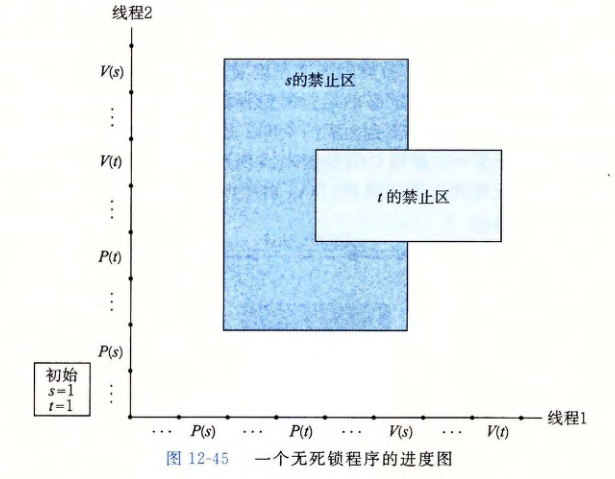 线程2
V(s)
⋮
s的禁止区
V(t)
⋮
t 的禁止区
P(t)
⋮
P(s)
⋮
初始
s=1
t=1
线程1
··· P(s) ··· P(t) ··· V(s) ··· V(t)
图 12-45 一个无死锁程序的进度图